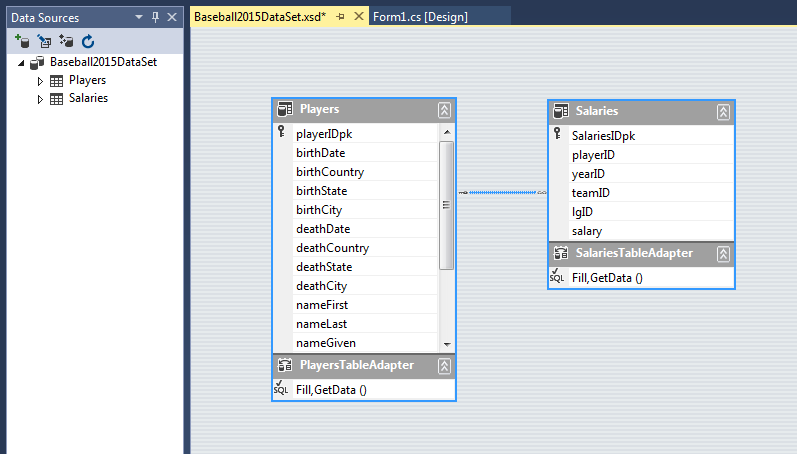 Data Sources
Baseball2015DataSet.xsd*
Form1.cs [Design]
Baseball2015DataSet
Players
Salaries
Players
playerIDpk
birthDate
birthCountry
birthState
birthCity
deathDate
deathCountry
deathState
deathCity
nameFirst
nameLast
nameGiven
PlayersTableAdapter
SQL
Fill,GetData ()
Salaries
SalariesIDpk
playerID
yearID
teamID
lgID
salary
SalariesTableAdapter
SQL
Fill,GetData ()